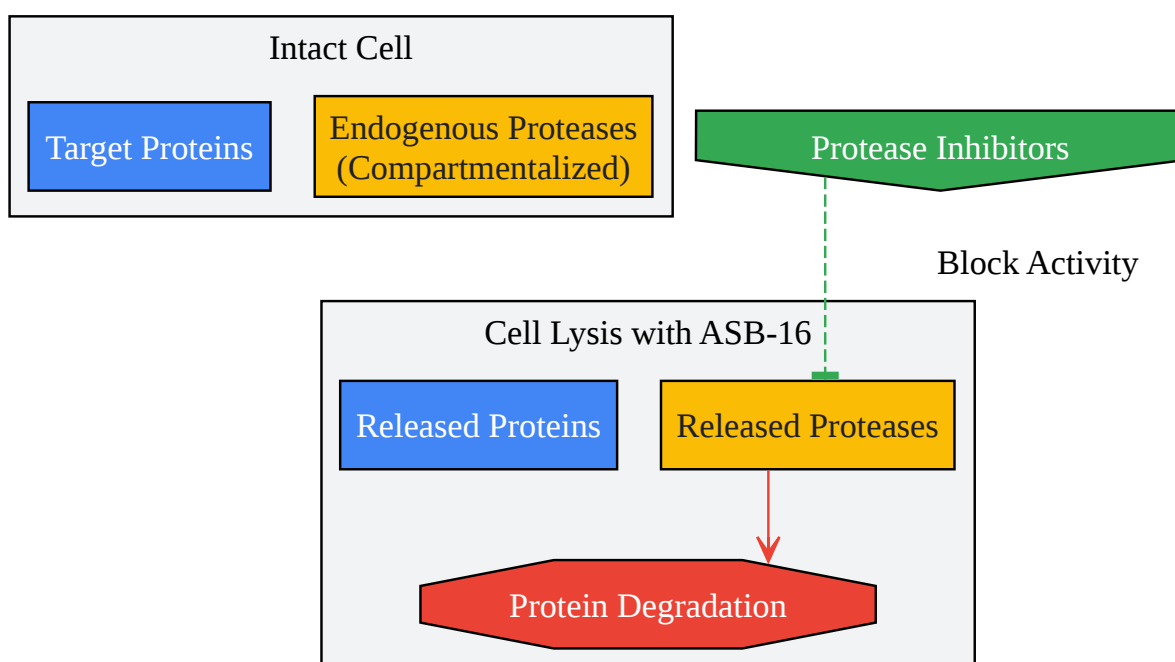 Intact Cell
Target Proteins
Endogenous Proteases
(Compartmentalized)
Protease Inhibitors
Block Activity
Cell Lysis with ASB-16
Released Proteins
Released Proteases
Protein Degradation